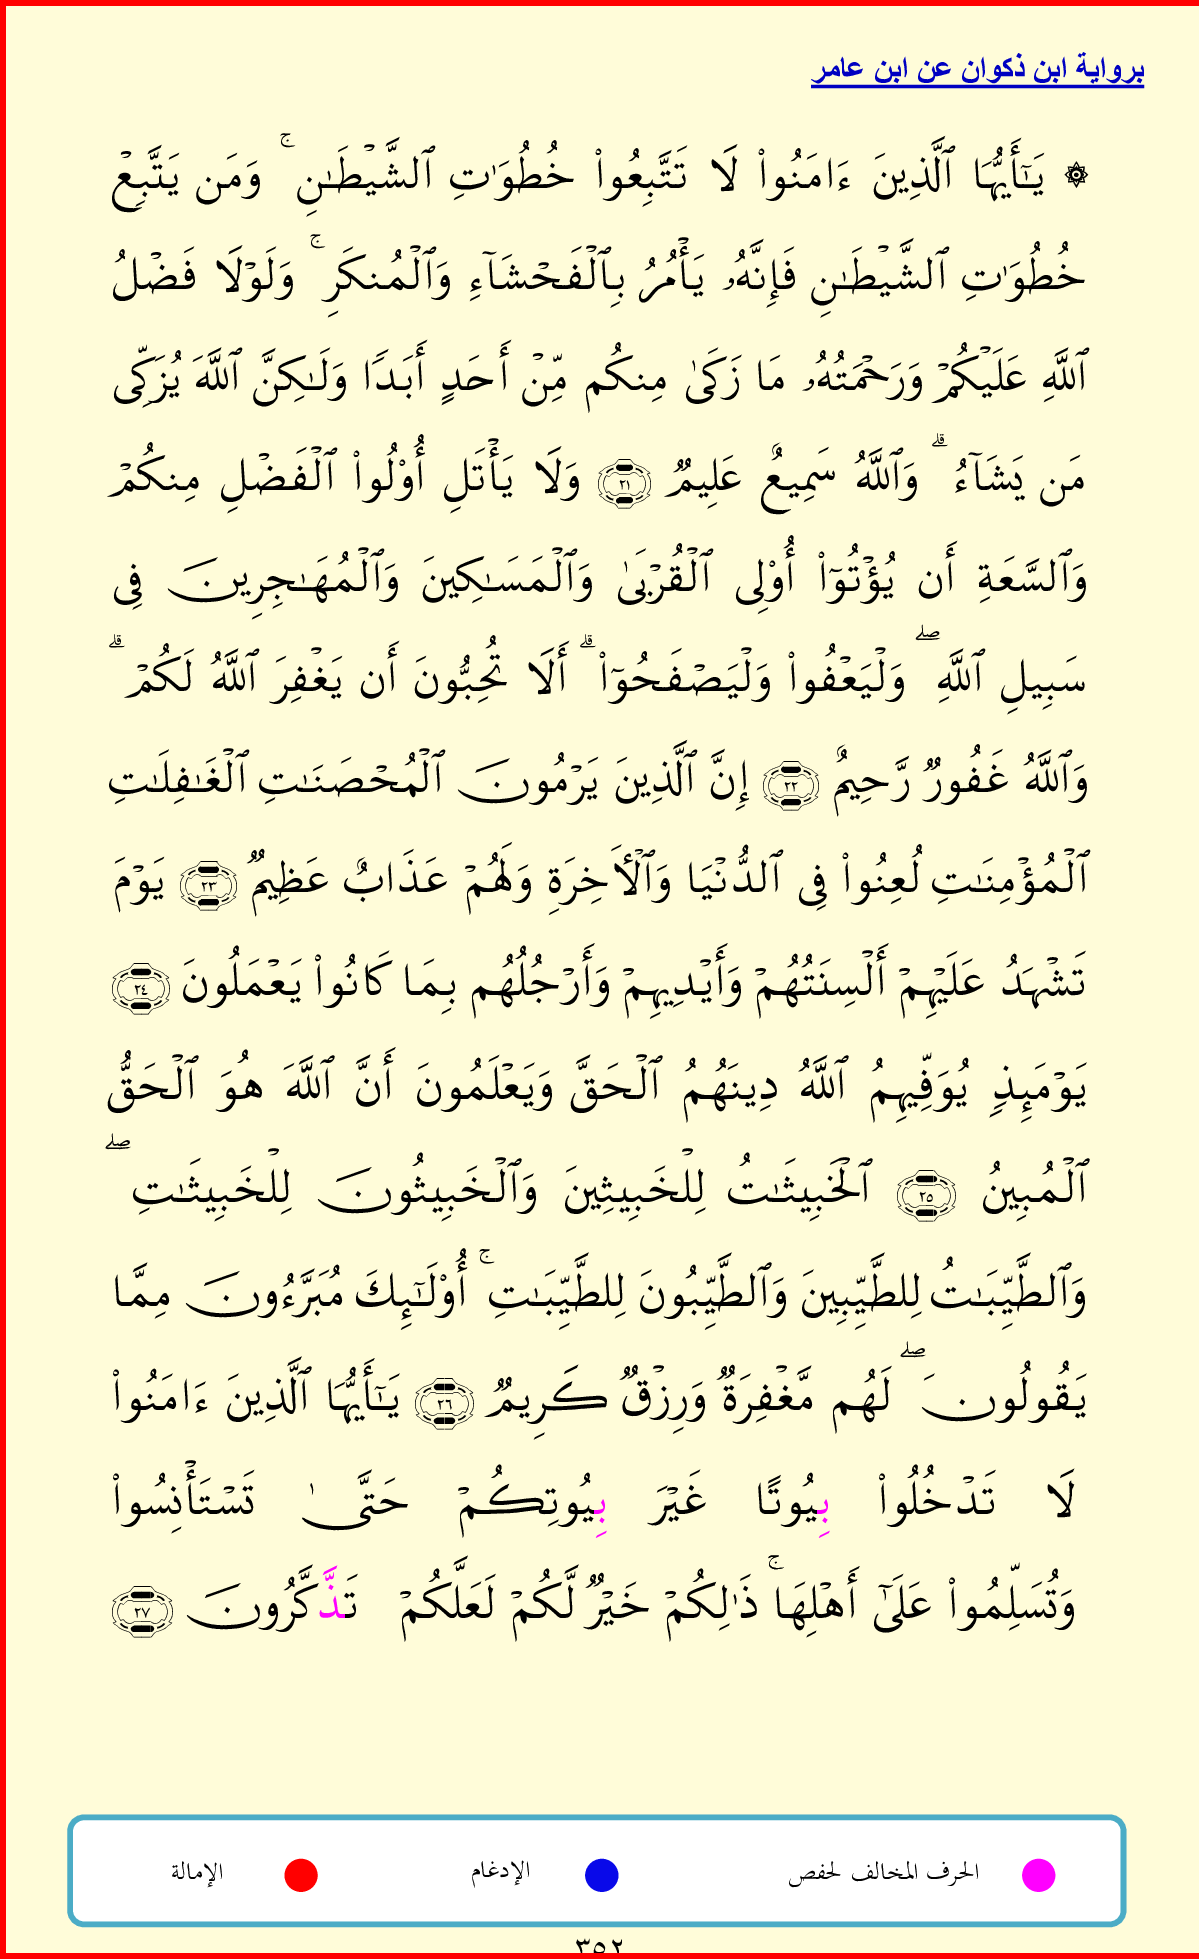 برواية ابن ذكوان عن ابن عامر
۞ يَـٰٓأَيُّهَا ٱلَّذِينَ ءَامَنُوا۟ لَا تَتَّبِعُوا۟ خُطُوَٰتِ ٱلشَّيْطَـٰنِ ۚ وَمَن يَتَّبِعْ
خُطُوَٰتِ ٱلشَّيْطَـٰنِ فَإِنَّهُۥ يَأْمُرُ بِٱلْفَحْشَآءِ وَٱلْمُنكَرِ ۚ وَلَوْلَا فَضْلُ
ٱللَّهِ عَلَيْكُمْ وَرَحْمَتُهُۥ مَا زَكَىٰ مِنكُم مِّنْ أَحَدٍ أَبَدًا وَلَـٰكِنَّ ٱللَّهَ يُزَكِّى
مَن يَشَآءُ ۗ وَٱللَّهُ سَمِيعٌ عَلِيمٌ ٢١ وَلَا يَأْتَلِ أُو۟لُوا۟ ٱلْفَضْلِ مِنكُمْ
وَٱلسَّعَةِ أَن يُؤْتُوٓا۟ أُو۟لِى ٱلْقُرْبَىٰ وَٱلْمَسَـٰكِينَ وَٱلْمُهَـٰجِرِينَ فِى
سَبِيلِ ٱللَّهِ ۖ وَلْيَعْفُوا۟ وَلْيَصْفَحُوٓا۟ ۗ أَلَا تُحِبُّونَ أَن يَغْفِرَ ٱللَّهُ لَكُمْ ۗ
وَٱللَّهُ غَفُورٌ رَّحِيمٌ ٢٢ إِنَّ ٱلَّذِينَ يَرْمُونَ ٱلْمُحْصَنَـٰتِ ٱلْغَـٰفِلَـٰتِ
ٱلْمُؤْمِنَـٰتِ لُعِنُوا۟ فِى ٱلدُّنْيَا وَٱلْـَٔاخِرَةِ وَلَهُمْ عَذَابٌ عَظِيمٌ ٢٣ يَوْمَ
تَشْهَدُ عَلَيْهِمْ أَلْسِنَتُهُمْ وَأَيْدِيهِمْ وَأَرْجُلُهُم بِمَا كَانُوا۟ يَعْمَلُونَ ٢٤
يَوْمَئِذٍ يُوَفِّيهِمُ ٱللَّهُ دِينَهُمُ ٱلْحَقَّ وَيَعْلَمُونَ أَنَّ ٱللَّهَ هُوَ ٱلْحَقُّ
ٱلْمُبِينُ ٢٥ ٱلْخَبِيثَـٰتُ لِلْخَبِيثِينَ وَٱلْخَبِيثُونَ لِلْخَبِيثَـٰتِ ۖ
وَٱلطَّيِّبَـٰتُ لِلطَّيِّبِينَ وَٱلطَّيِّبُونَ لِلطَّيِّبَـٰتِ ۚ أُو۟لَـٰٓئِكَ مُبَرَّءُونَ مِمَّا
يَقُولُونَ ۖ لَهُم مَّغْفِرَةٌ وَرِزْقٌ كَرِيمٌ ٢٦ يَـٰٓأَيُّهَا ٱلَّذِينَ ءَامَنُوا۟
لَا تَدْخُلُوا۟ بِيُوتًا غَيْرَ بِيُوتِكُمْ حَتَّىٰ تَسْتَأْنِسُوا۟
وَتُسَلِّمُوا۟ عَلَىٰٓ أَهْلِهَا ۚ ذَٰلِكُمْ خَيْرٌ لَّكُمْ لَعَلَّكُمْ تَذَّكَّرُونَ ٢٧
الحرف المخالف لحفص الإدغام الإمالة
٣٥٢